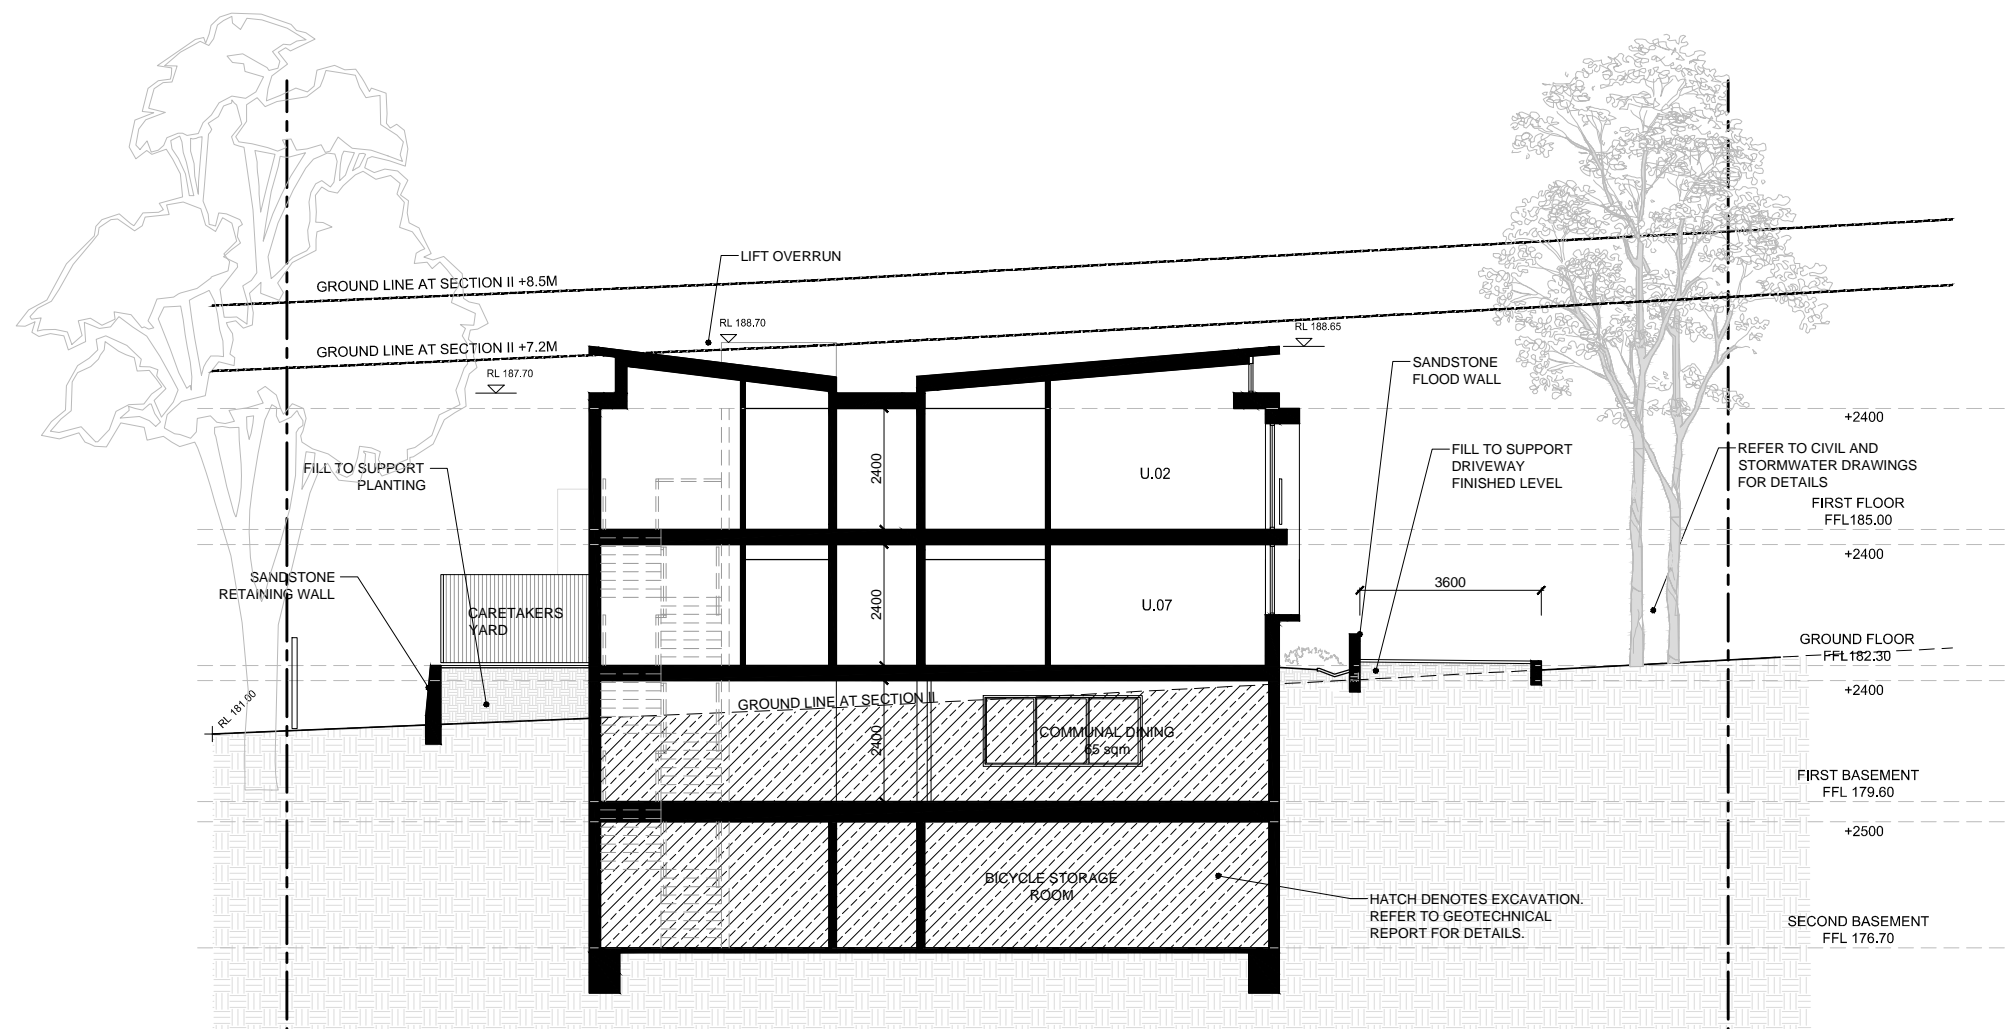 LIFT OVERRUN
GROUND LINE AT SECTION II +8.5M
RL 188.70
RL 188.65
GROUND LINE AT SECTION II +7.2M
RL 187.70
SANDSTONE
FLOOD WALL
+2400
FILL TO SUPPORT
PLANTING
2400
U.02
FILL TO SUPPORT
DRIVEWAY
FINISHED LEVEL
REFER TO CIVIL AND
STORMWATER DRAWINGS
FOR DETAILS
FIRST FLOOR
FFL185.00
+2400
SANDSTONE
RETAINING WALL
CARETAKERS
YARD
2400
U.07
3600
GROUND FLOOR
FFL182.30
+2400
RL 181.00
GROUND LINE AT SECTION II
2400
COMMUNAL DINING
65 sqm
FIRST BASEMENT
FFL 179.60
+2500
BICYCLE STORAGE
ROOM
HATCH DENOTES EXCAVATION.
REFER TO GEOTECHNICAL
REPORT FOR DETAILS.
SECOND BASEMENT
FFL 176.70